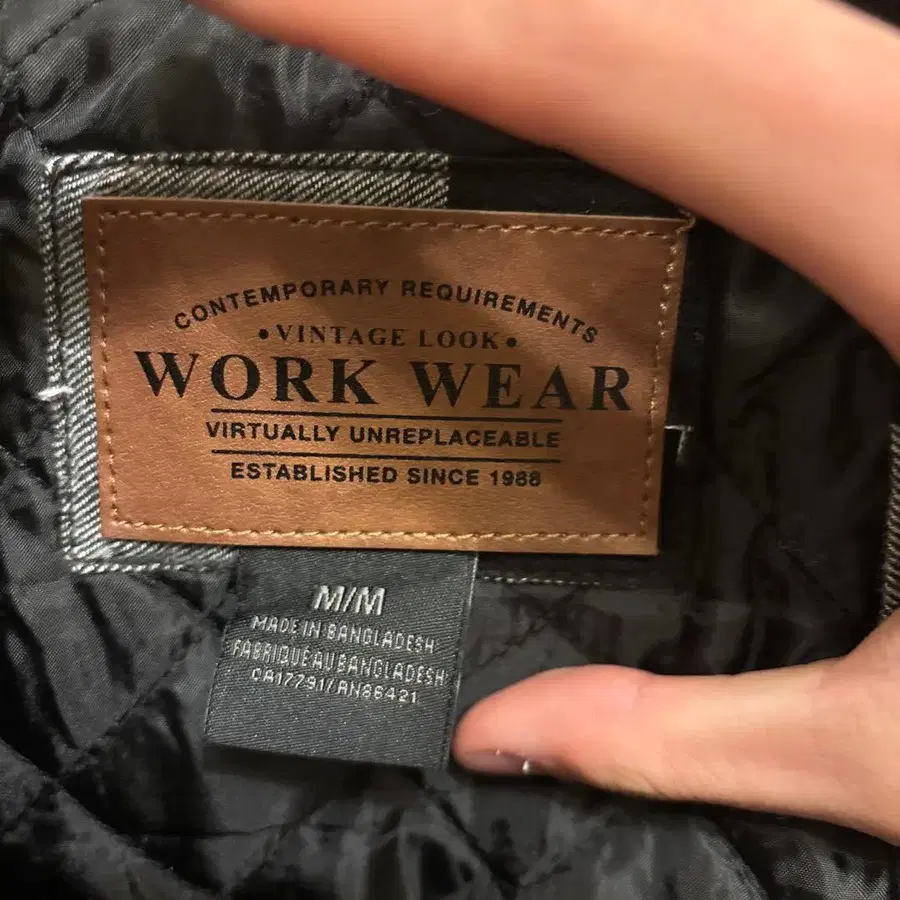 CONTEMPORARY REQUIREMENTS
• VINTAGE LOOK •
WORK WEAR
VIRTUALLY UNREPLACEABLE
ESTABLISHED SINCE 1988
M/M
MADE IN BANGLADESH
FABRIQUE AU BANGLADESH
CA17791/RN86421